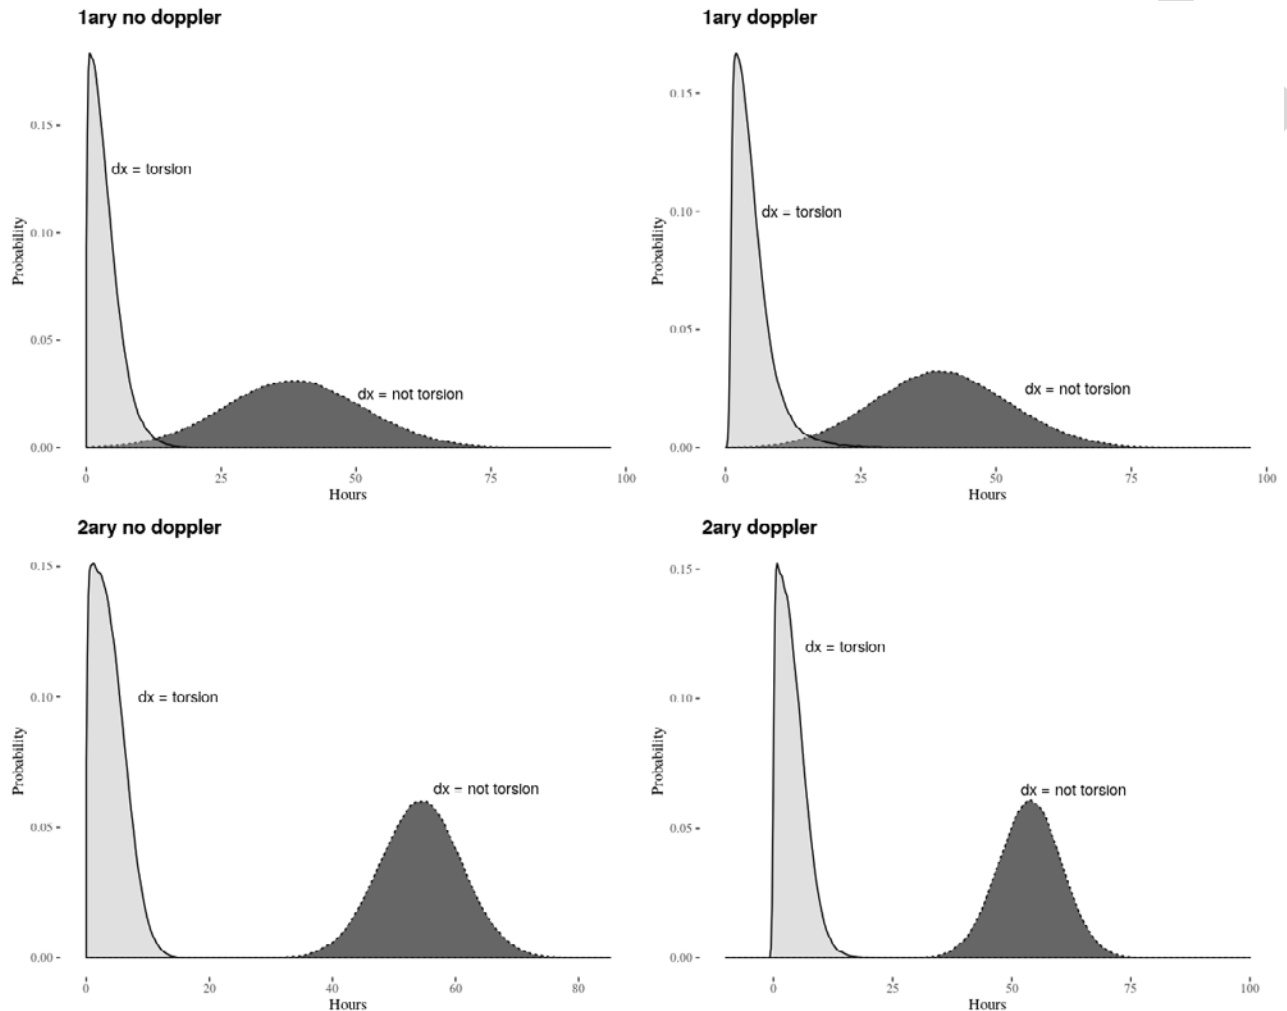 1ary no doppler
0.15
0.10
0.05
0.00
Probability
dx = torsion
dx = not torsion
0 25 50 75 100
Hours
1ary doppler
0.15
0.10
0.05
0.00
Probability
dx = torsion
dx = not torsion
0 25 50 75 100
Hours
2ary no doppler
0.15
0.10
0.05
0.00
Probability
dx = torsion
dx = not torsion
0 20 40 60 80
Hours
2ary doppler
0.15
0.10
0.05
0.00
Probability
dx = torsion
dx = not torsion
0 25 50 75 100
Hours